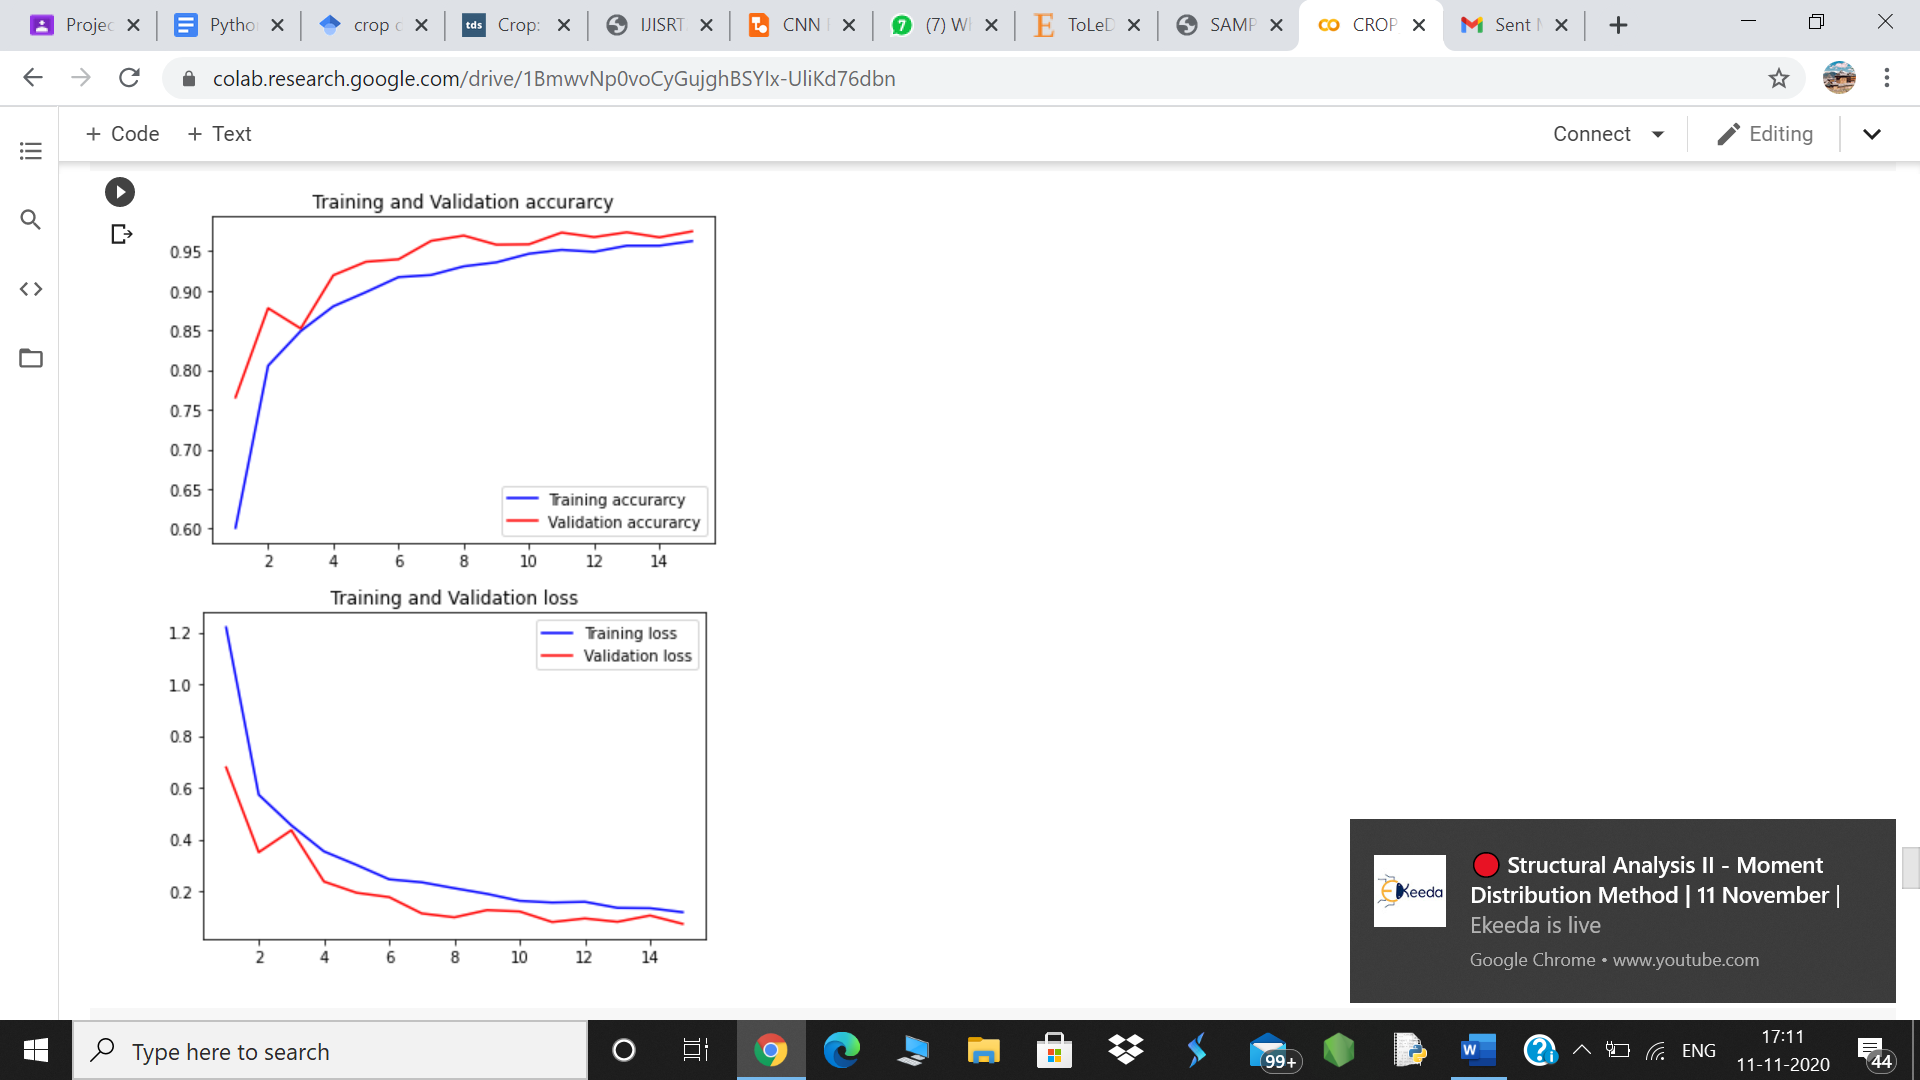 Projec
Pytho
crop c
tds Crop:
IJISRT
CNN
7 (7) W
E ToLeD
SAMP
CROP
Sent
colab.research.google.com/drive/1BmwvNp0voCyGujghBSYIx-UliKd76dbn
+ Code + Text Connect Editing
Training and Validation accurarcy
0.95
0.90
0.85
0.80
0.75
0.70
0.65
0.60
Training accurarcy
Validation accurarcy
2 4 6 8 10 12 14
Training and Validation loss
1.2
1.0
0.8
0.6
0.4
0.2
Training loss
Validation loss
2 4 6 8 10 12 14
Ekeeda
Structural Analysis II - Moment
Distribution Method | 11 November |
Ekeeda is live
Google Chrome • www.youtube.com
Type here to search
99+
W
ENG
17:11
11-11-2020
44